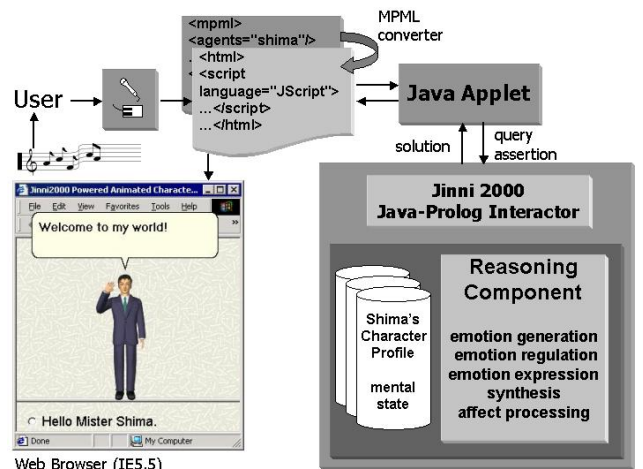 <mpml>
<agents="shima"/>
<html>
<script
language="JScript">
...</script>
...</html>
MPML
converter
User
Java Applet
solution
query
assertion
Jinni2000 Powered Animated Characte...
File Edit View Favorites Tools Help
Welcome to my world!
Hello Mister Shima.
Done
My Computer
Web Browser (IE5.5)
Jinni 2000
Java-Prolog Interactor
Shima's
Character
Profile
mental
state
Reasoning
Component
emotion generation
emotion regulation
emotion expression
synthesis
affect processing